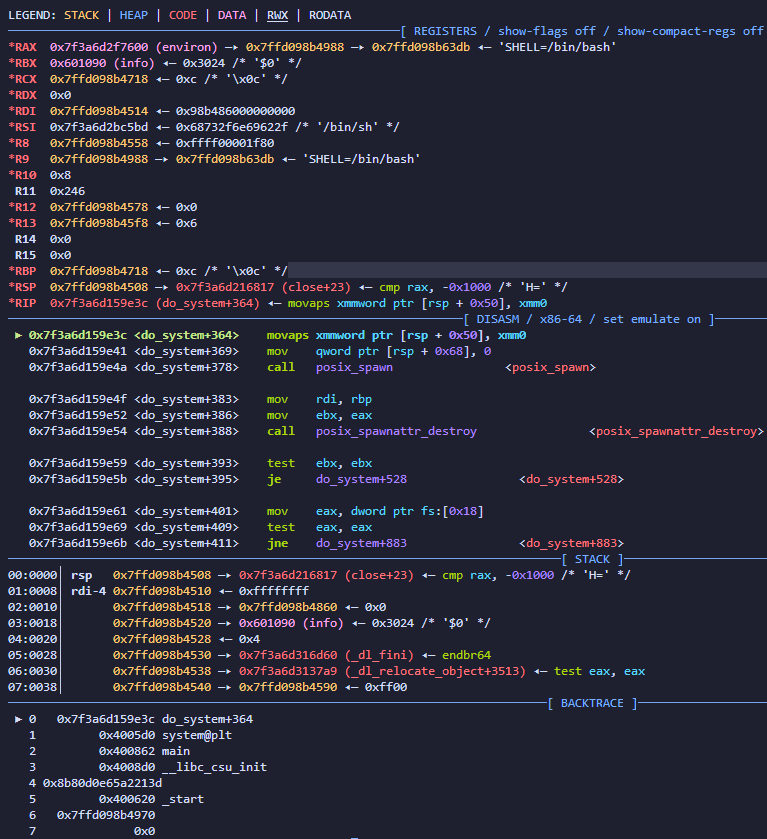 LEGEND: STACK | HEAP | CODE | DATA | RWX | RODATA
[ REGISTERS / show-flags off / show-compact-regs off
*RAX  0x7f3a6d2f7600 (environ) —▸ 0x7ffd098b4988 —▸ 0x7ffd098b63db ◂— 'SHELL=/bin/bash'
*RBX  0x601090 (info) ◂— 0x3024 /* '$0' */
*RCX  0x7ffd098b4718 ◂— 0xc /* '\x0c' */
*RDX  0x0
*RDI  0x7ffd098b4514 ◂— 0x98b486000000000
*RSI  0x7f3a6d2bc5bd ◂— 0x68732f6e69622f /* '/bin/sh' */
*R8   0x7ffd098b4558 ◂— 0xffff00001f80
*R9   0x7ffd098b4988 —▸ 0x7ffd098b63db ◂— 'SHELL=/bin/bash'
*R10  0x8
R11  0x246
*R12  0x7ffd098b4578 ◂— 0x0
*R13  0x7ffd098b45f8 ◂— 0x6
R14  0x0
R15  0x0
*RBP  0x7ffd098b4718 ◂— 0xc /* '\x0c' */
*RSP  0x7ffd098b4508 —▸ 0x7f3a6d216817 (close+23) ◂— cmp rax, -0x1000 /* 'H=' */
*RIP  0x7f3a6d159e3c (do_system+364) ◂— movaps xmmword ptr [rsp + 0x50], xmm0
[ DISASM / x86-64 / set emulate on ]
► 0x7f3a6d159e3c <do_system+364>    movaps xmmword ptr [rsp + 0x50], xmm0
0x7f3a6d159e41 <do_system+369>    mov    qword ptr [rsp + 0x68], 0
0x7f3a6d159e4a <do_system+378>    call   posix_spawn                <posix_spawn>
0x7f3a6d159e4f <do_system+383>    mov    rdi, rbp
0x7f3a6d159e52 <do_system+386>    mov    ebx, eax
0x7f3a6d159e54 <do_system+388>    call   posix_spawnattr_destroy                <posix_spawnattr_destroy>
0x7f3a6d159e59 <do_system+393>    test   ebx, ebx
0x7f3a6d159e5b <do_system+395>    je     do_system+528                <do_system+528>
0x7f3a6d159e61 <do_system+401>    mov    eax, dword ptr fs:[0x18]
0x7f3a6d159e69 <do_system+409>    test   eax, eax
0x7f3a6d159e6b <do_system+411>    jne    do_system+883                <do_system+883>
[ STACK ]
00:0000│ rsp   0x7ffd098b4508 —▸ 0x7f3a6d216817 (close+23) ◂— cmp rax, -0x1000 /* 'H=' */
01:0008│ rdi-4 0x7ffd098b4510 ◂— 0xffffffff
02:0010│       0x7ffd098b4518 —▸ 0x7ffd098b4860 ◂— 0x0
03:0018│       0x7ffd098b4520 —▸ 0x601090 (info) ◂— 0x3024 /* '$0' */
04:0020│       0x7ffd098b4528 ◂— 0x4
05:0028│       0x7ffd098b4530 —▸ 0x7f3a6d316d60 (_dl_fini) ◂— endbr64
06:0030│       0x7ffd098b4538 —▸ 0x7f3a6d3137a9 (_dl_relocate_object+3513) ◂— test eax, eax
07:0038│       0x7ffd098b4540 —▸ 0x7ffd098b4590 ◂— 0xff00
[ BACKTRACE ]
► 0   0x7f3a6d159e3c do_system+364
1         0x4005d0 system@plt
2         0x400862 main
3         0x4008d0 __libc_csu_init
4 0x8b80d0e65a2213d
5         0x400620 _start
6   0x7ffd098b4970
7              0x0